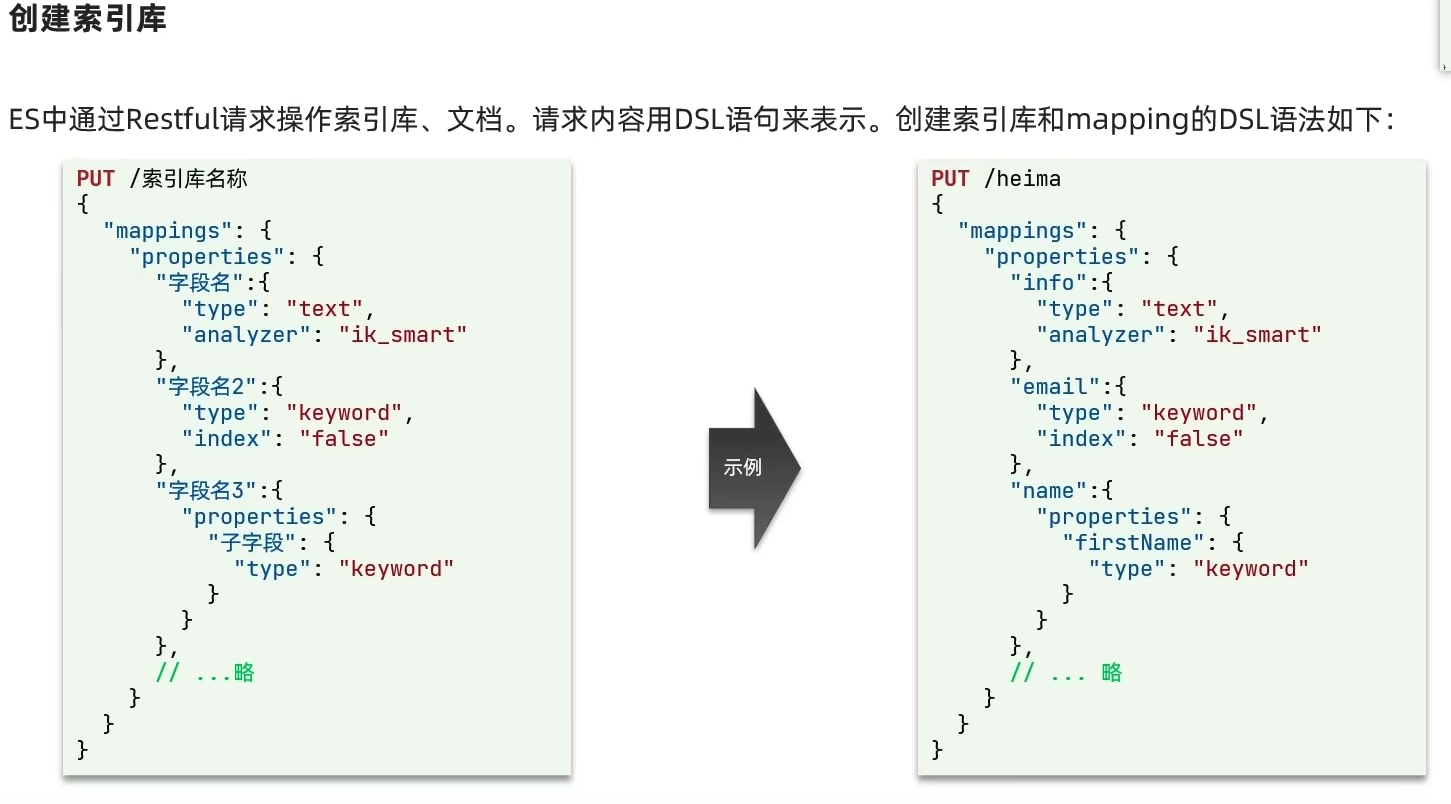 创建索引库
ES中通过Restful请求操作索引库、文档。请求内容用DSL语句来表示。创建索引库和mapping的DSL语法如下：
PUT /索引库名称
{
  "mappings": {
    "properties": {
      "字段名":{
        "type": "text",
        "analyzer": "ik_smart"
      },
      "字段名2":{
        "type": "keyword",
        "index": "false"
      },
      "字段名3":{
        "properties": {
          "子字段": {
            "type": "keyword"
          }
        }
      },
      // ...略
    }
  }
}
示例
PUT /heima
{
  "mappings": {
    "properties": {
      "info":{
        "type": "text",
        "analyzer": "ik_smart"
      },
      "email":{
        "type": "keyword",
        "index": "false"
      },
      "name":{
        "properties": {
          "firstName": {
            "type": "keyword"
          }
        }
      },
      // ... 略
    }
  }
}
}